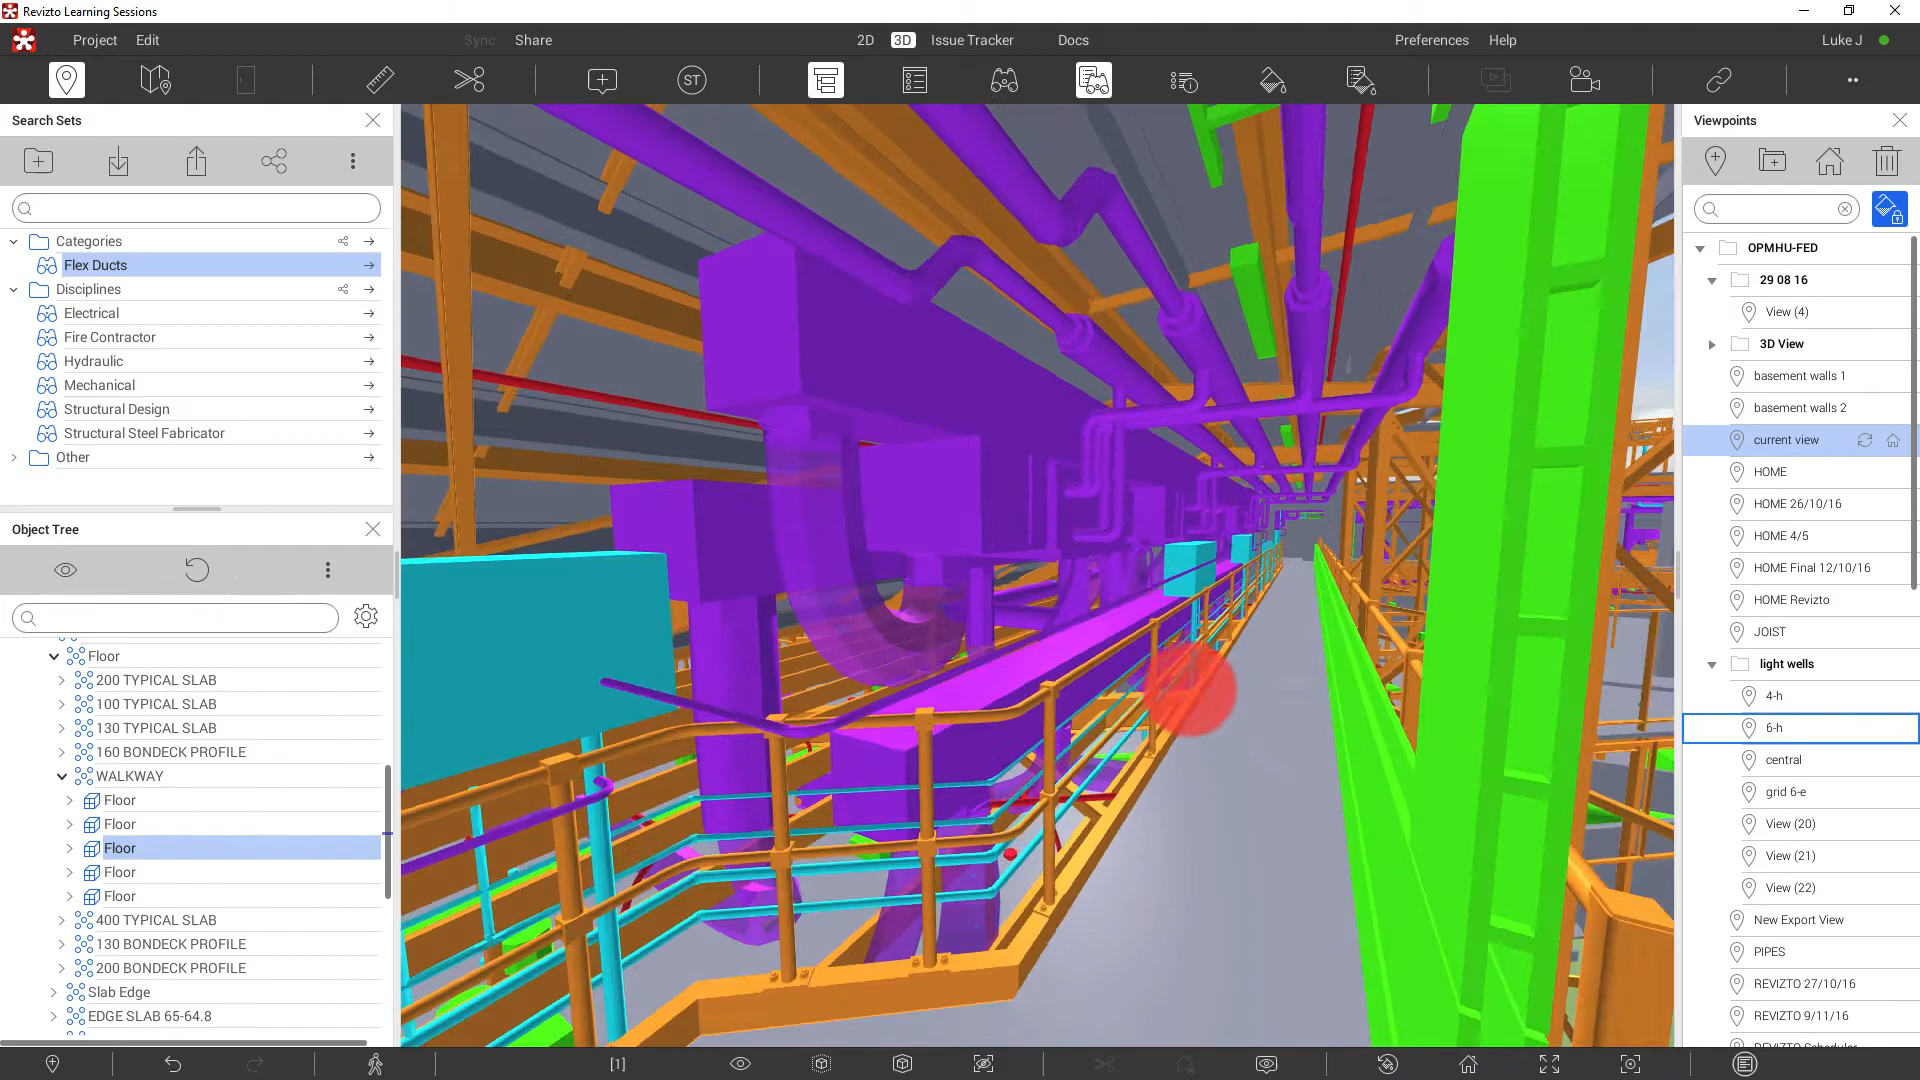 Revizto Learning Sessions
Project Edit Sync Share 2D 3D Issue Tracker Docs Preferences Help Luke J
ST
Search Sets
Categories
Flex Ducts
Disciplines
Electrical
Fire Contractor
Hydraulic
Mechanical
Structural Design
Structural Steel Fabricator
Other
Object Tree
Floor
200 TYPICAL SLAB
100 TYPICAL SLAB
130 TYPICAL SLAB
160 BONDECK PROFILE
WALKWAY
Floor
Floor
Floor
Floor
Floor
400 TYPICAL SLAB
130 BONDECK PROFILE
200 BONDECK PROFILE
Slab Edge
EDGE SLAB 65-64.8
Viewpoints
OPMHU-FED
29 08 16
View (4)
3D View
basement walls 1
basement walls 2
current view
HOME
HOME 26/10/16
HOME 4/5
HOME Final 12/10/16
HOME Revizto
JOIST
light wells
4-h
6-h
central
grid 6-e
View (20)
View (21)
View (22)
New Export View
PIPES
REVIZTO 27/10/16
REVIZTO 9/11/16
REVIZTO Scheduler
[1]